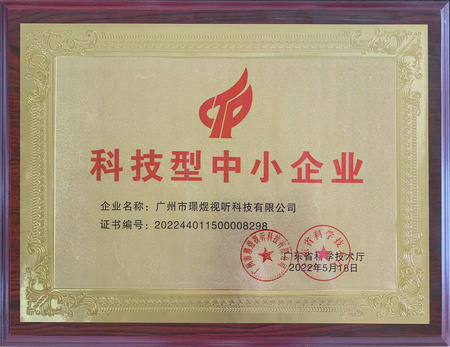 科技型中小企业
企业名称：广州市璟煜视听科技有限公司
证书编号：202244011500008298
广东省科学技术厅
2022年5月18日